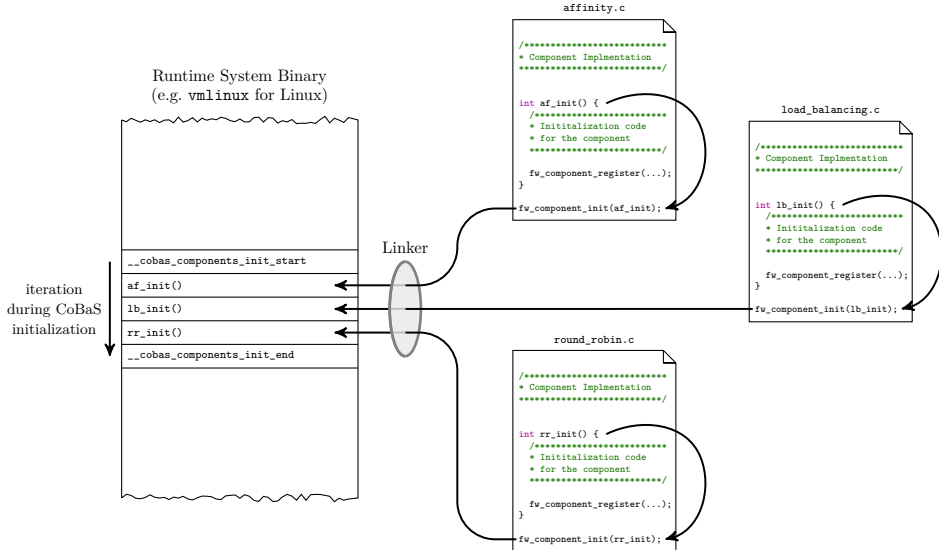 Runtime System Binary
(e.g. vmlinux for Linux)
iteration
during CoBaS
initialization
__cobas_components_init_start
af_init()
lb_init()
rr_init()
__cobas_components_init_end
Linker
affinity.c
/***************************
* Component Implmentation
***************************/
int af_init() {
/*************************
* Inititalization code
* for the component
*************************/
fw_component_register(...);
}
fw_component_init(af_init);
load_balancing.c
/***************************
* Component Implmentation
***************************/
int lb_init() {
/*************************
* Inititalization code
* for the component
*************************/
fw_component_register(...);
}
fw_component_init(lb_init);
round_robin.c
/***************************
* Component Implmentation
***************************/
int rr_init() {
/*************************
* Inititalization code
* for the component
*************************/
fw_component_register(...);
}
fw_component_init(rr_init);